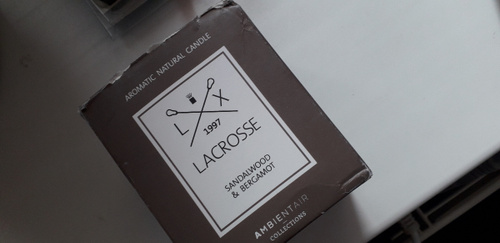 AROMATIC NATURAL CANDLE
L X
1997
LACROSSE
SANDALWOOD
& BERGAMOT
AMBIENTAIR
COLLECTIONS